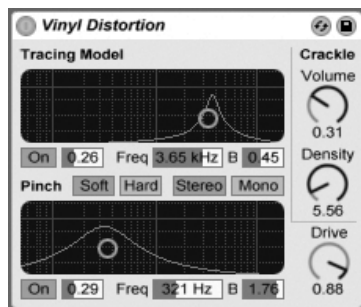 Vinyl Distortion
Tracing Model
Crackle
Volume
0.31
On 0.26 Freq 3.65 kHz B 0.45
Density
5.56
Pinch Soft Hard Stereo Mono
Drive
0.88
On 0.29 Freq 321 Hz B 1.76